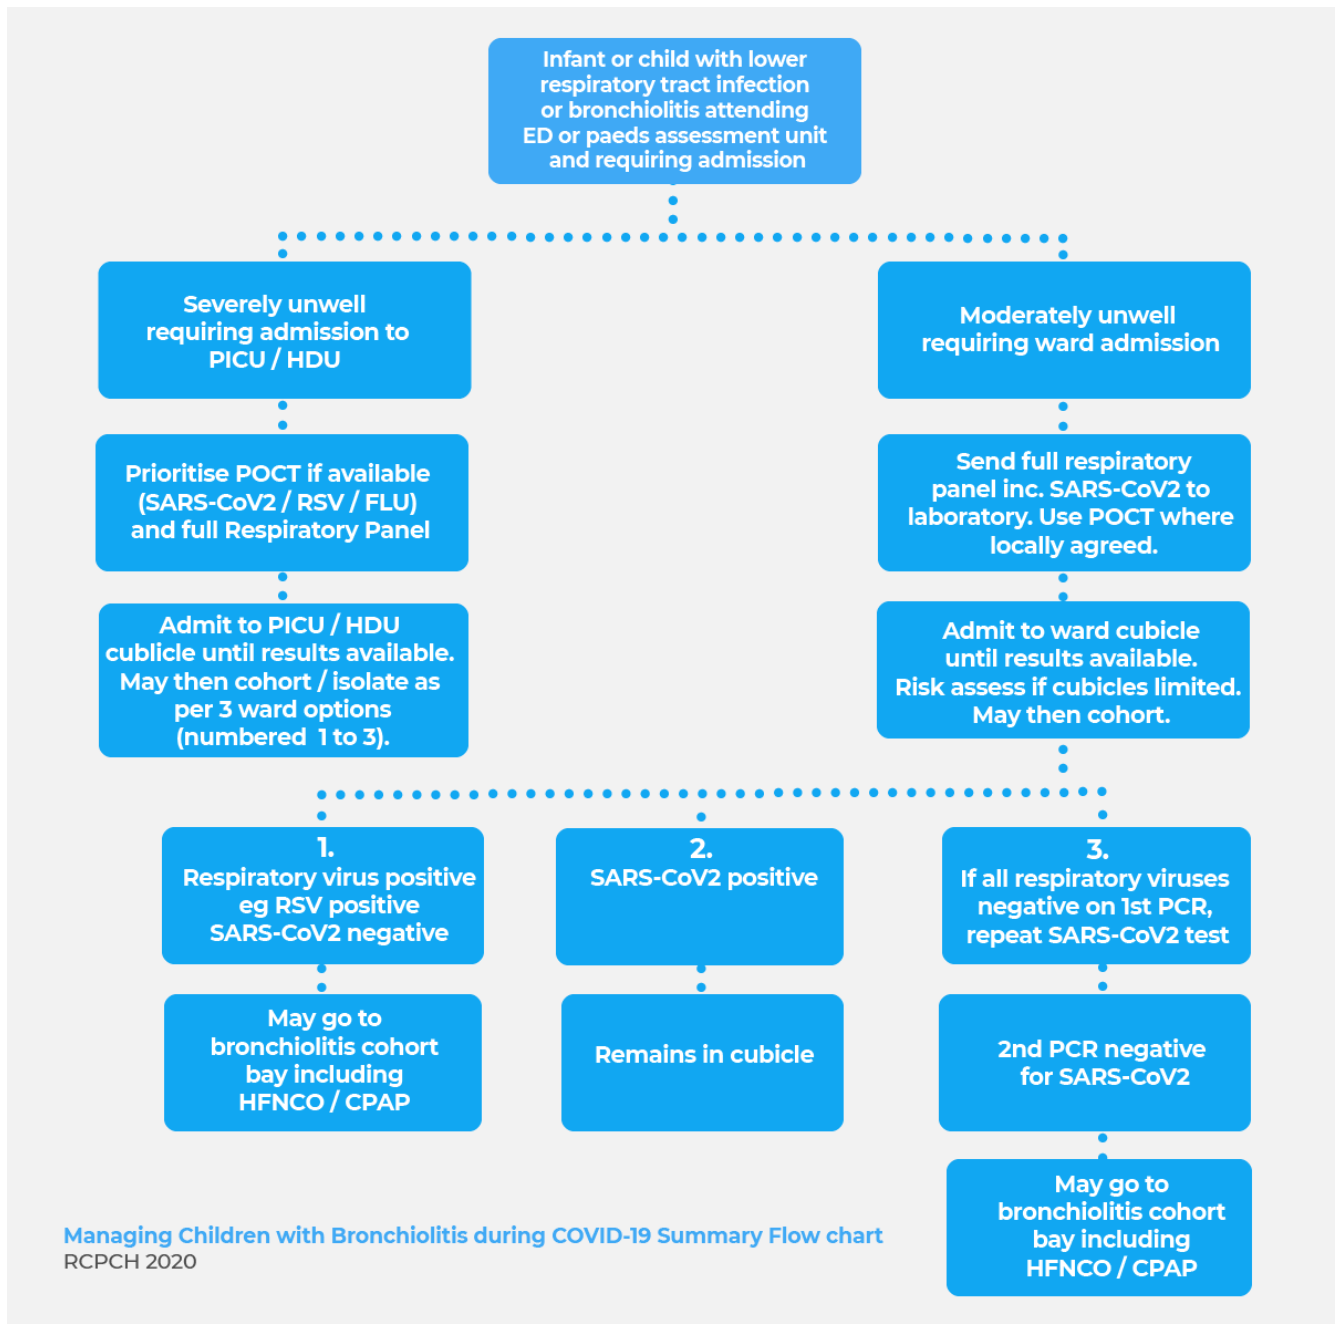 Infant or child with lower
respiratory tract infection
or bronchiolitis attending
ED or paeds assessment unit
and requiring admission
Severely unwell
requiring admission to
PICU / HDU
Moderately unwell
requiring ward admission
Prioritise POCT if available
(SARS-CoV2 / RSV / FLU)
and full Respiratory Panel
Send full respiratory
panel inc. SARS-CoV2 to
laboratory. Use POCT where
locally agreed.
Admit to PICU / HDU
cublicle until results available.
May then cohort / isolate as
per 3 ward options
(numbered 1 to 3).
Admit to ward cubicle
until results available.
Risk assess if cubicles limited.
May then cohort.
1.
Respiratory virus positive
eg RSV positive
SARS-CoV2 negative
2.
SARS-CoV2 positive
3.
If all respiratory viruses
negative on 1st PCR,
repeat SARS-CoV2 test
May go to
bronchiolitis cohort
bay including
HFNCO / CPAP
Remains in cubicle
2nd PCR negative
for SARS-CoV2
May go to
bronchiolitis cohort
bay including
HFNCO / CPAP
Managing Children with Bronchiolitis during COVID-19 Summary Flow chart
RCPCH 2020